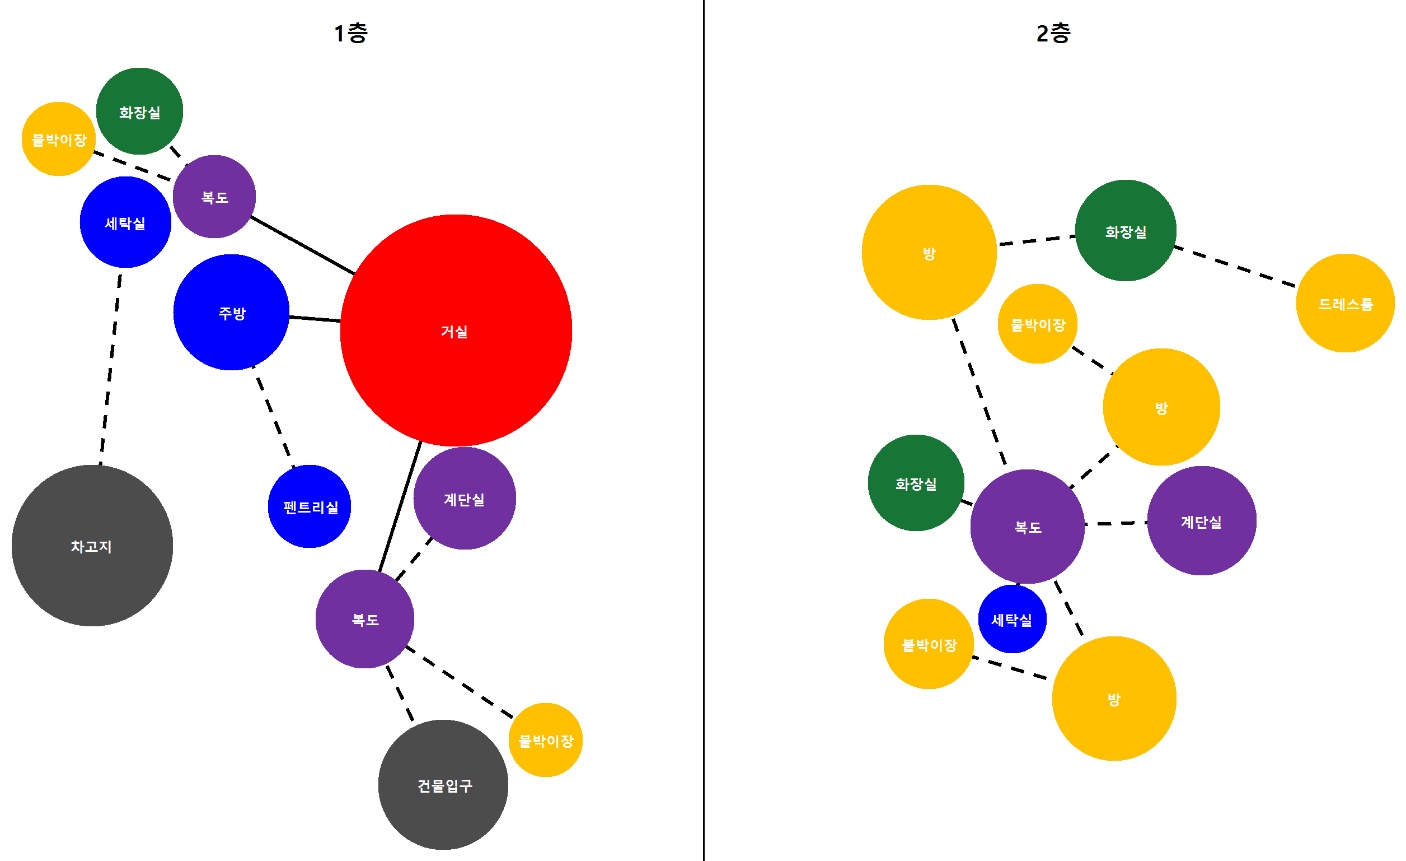 1층
화장실
붙박이장
복도
세탁실
주방
거실
펜트리실
계단실
차고지
복도
붙박이장
건물입구
2층
방
화장실
드레스룸
붙박이장
방
화장실
복도
계단실
세탁실
붙박이장
방